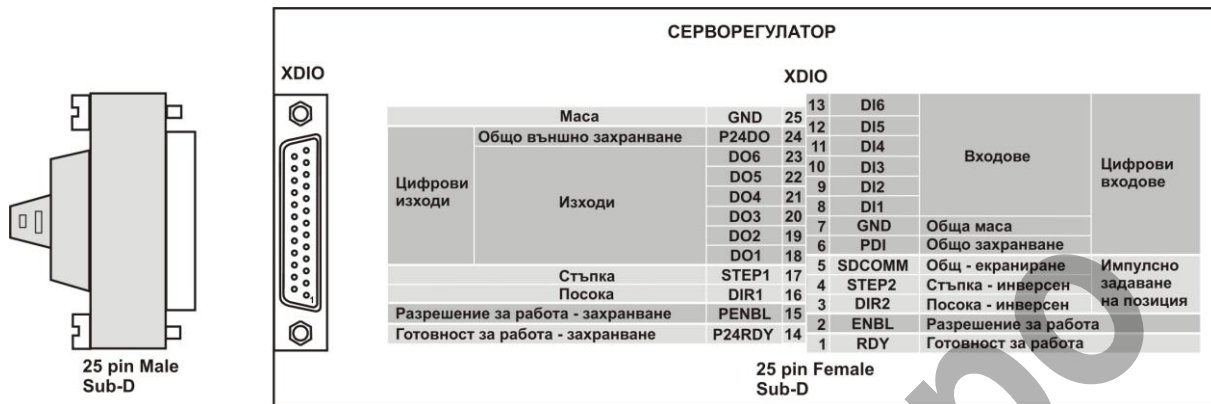 СЕРВОРЕГУЛАТОР
XDIO
XDIO
Маса GND 25
Общо външно захранване P24DO 24
DO6 23
DO5 22
Цифрови изходи
Изходи
DO4 21
DO3 20
DO2 19
DO1 18
Стъпка STEP1 17
Посока DIR1 16
Разрешение за работа - захранване PENBL 15
Готовност за работа - захранване P24RDY 14
13 DI6
12 DI5
11 DI4
Входове
10 DI3
Цифрови входове
9 DI2
8 DI1
7 GND Обща маса
6 PDI Общо захранване
5 SDCOMM Общ - екраниране Импулсно
4 STEP2 Стъпка - инверсен задаване
3 DIR2 Посока - инверсен на позиция
2 ENBL Разрешение за работа
1 RDY Готовност за работа
1
25 pin Male
Sub-D
25 pin Female
Sub-D